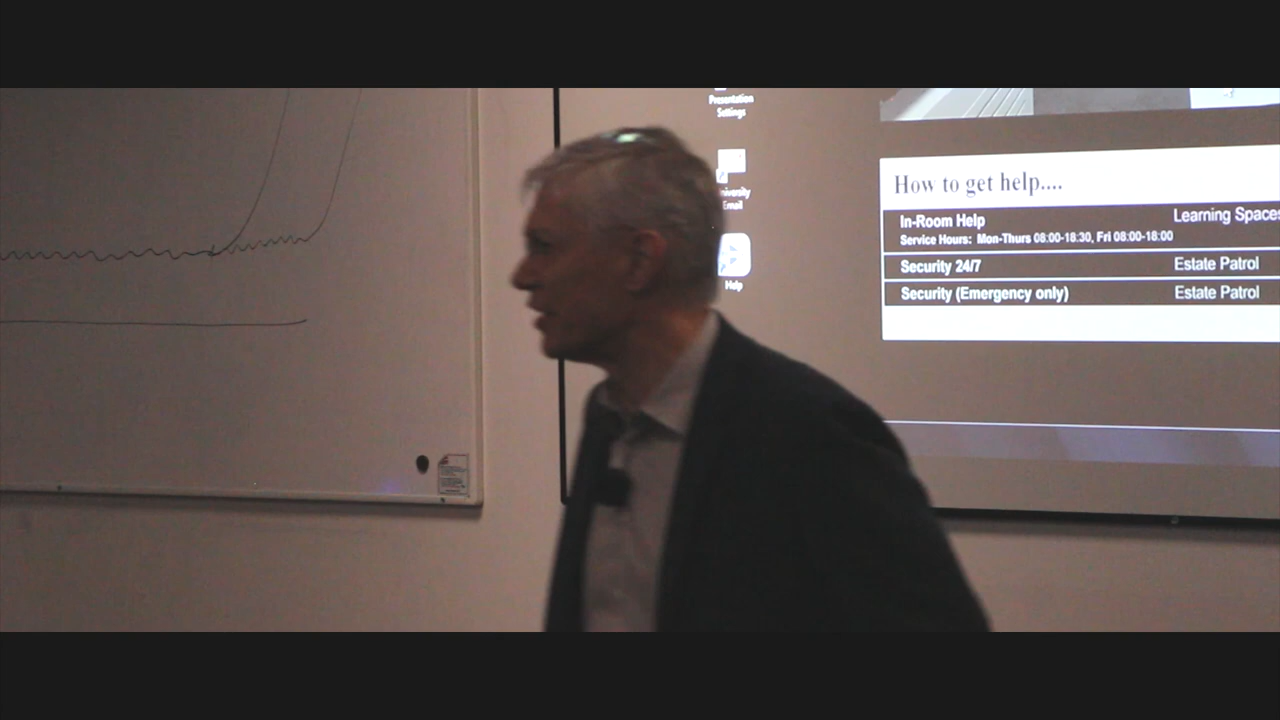 Presentation
Settings
Email
Help
How to get help....
In-Room Help Learning Spaces
Service Hours: Mon-Thurs 08:00-18:30, Fri 08:00-18:00
Security 24/7 Estate Patrol
Security (Emergency only) Estate Patrol